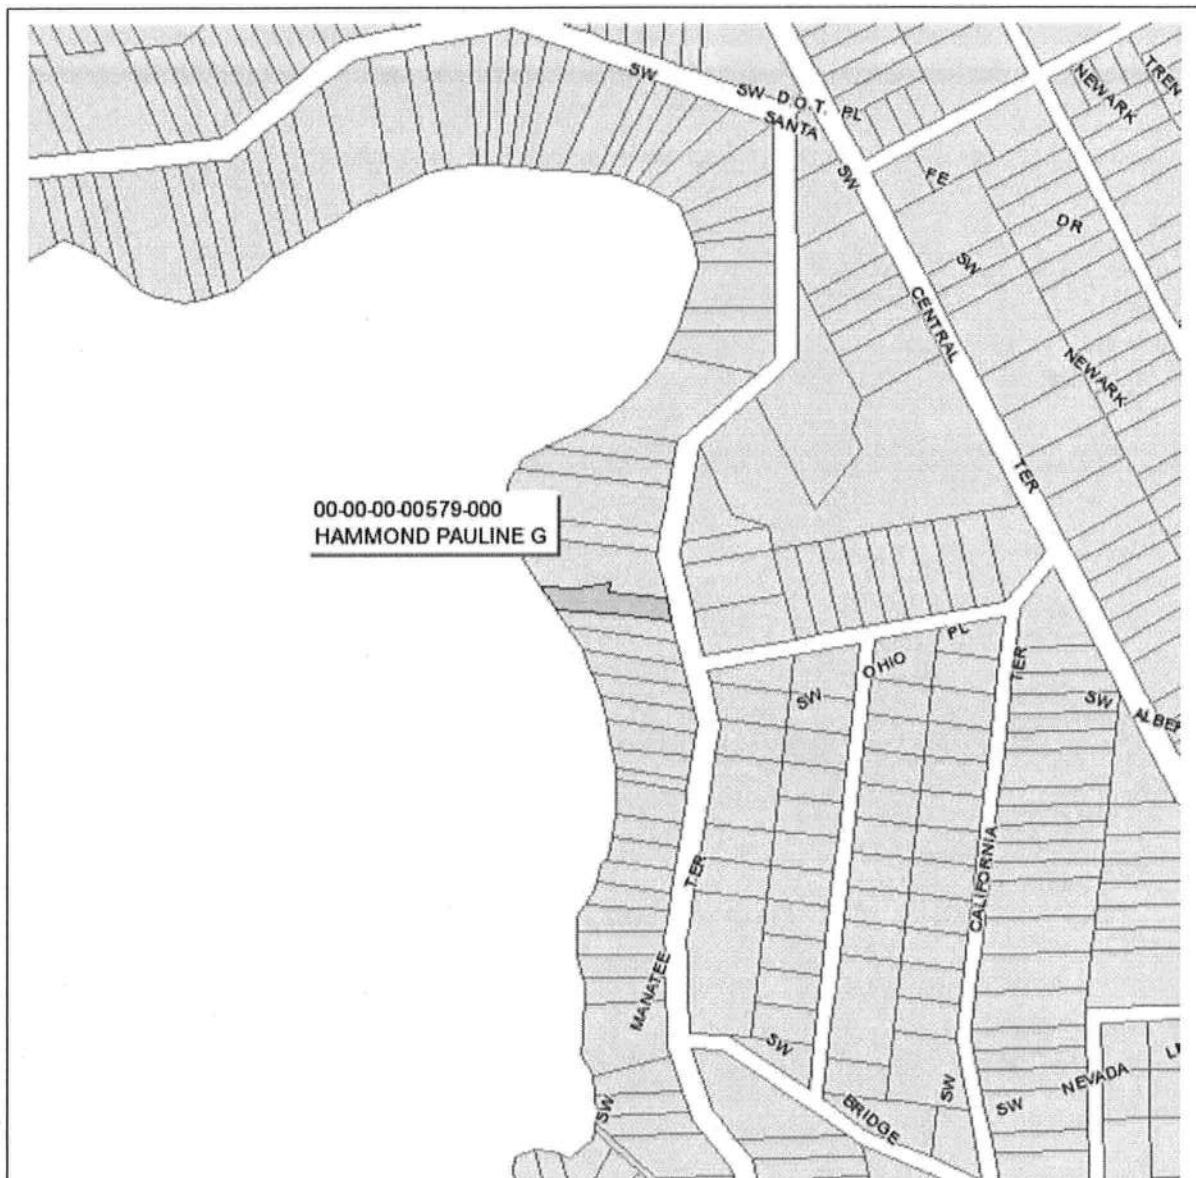 SW
SW D.O.T. PL
SANTA
NEWARK
TREN
SW
FE
DR
SW
CENTRAL
NEWARK
TER
00-00-00-00579-000
HAMMOND PAULINE G
PL
OHIO
SW
TER
SW
ALBER
TER
CALIFORNIA
MANATEE
SW
SW
BRIDGE
SW
SW
NEVADA